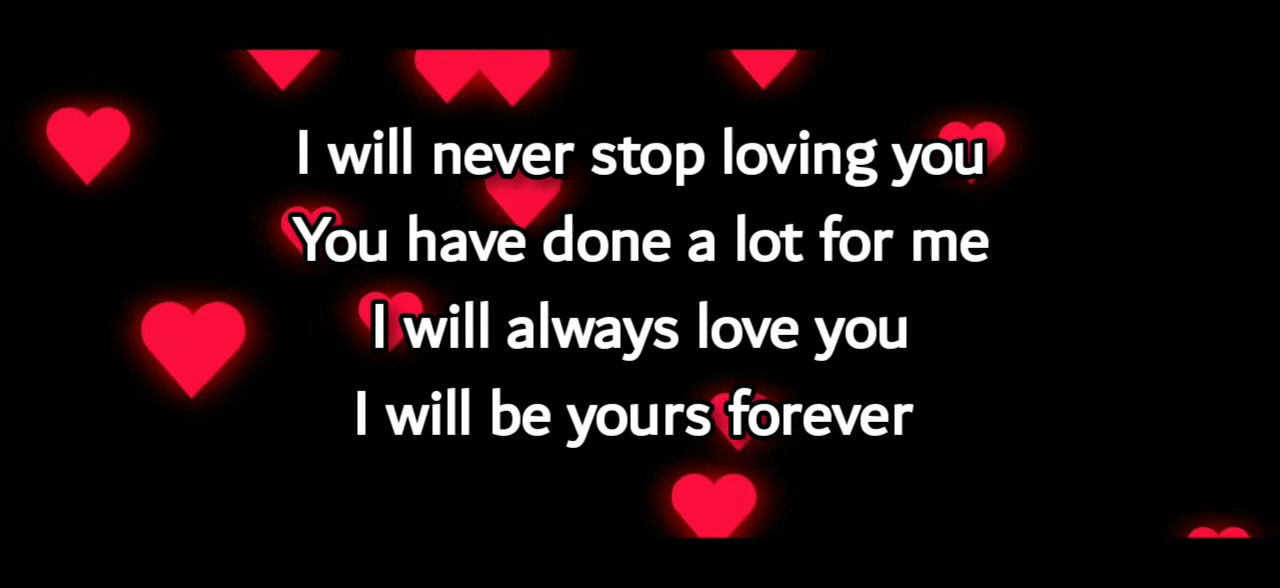 I will never stop loving you
You have done a lot for me
I will always love you
I will be yours forever